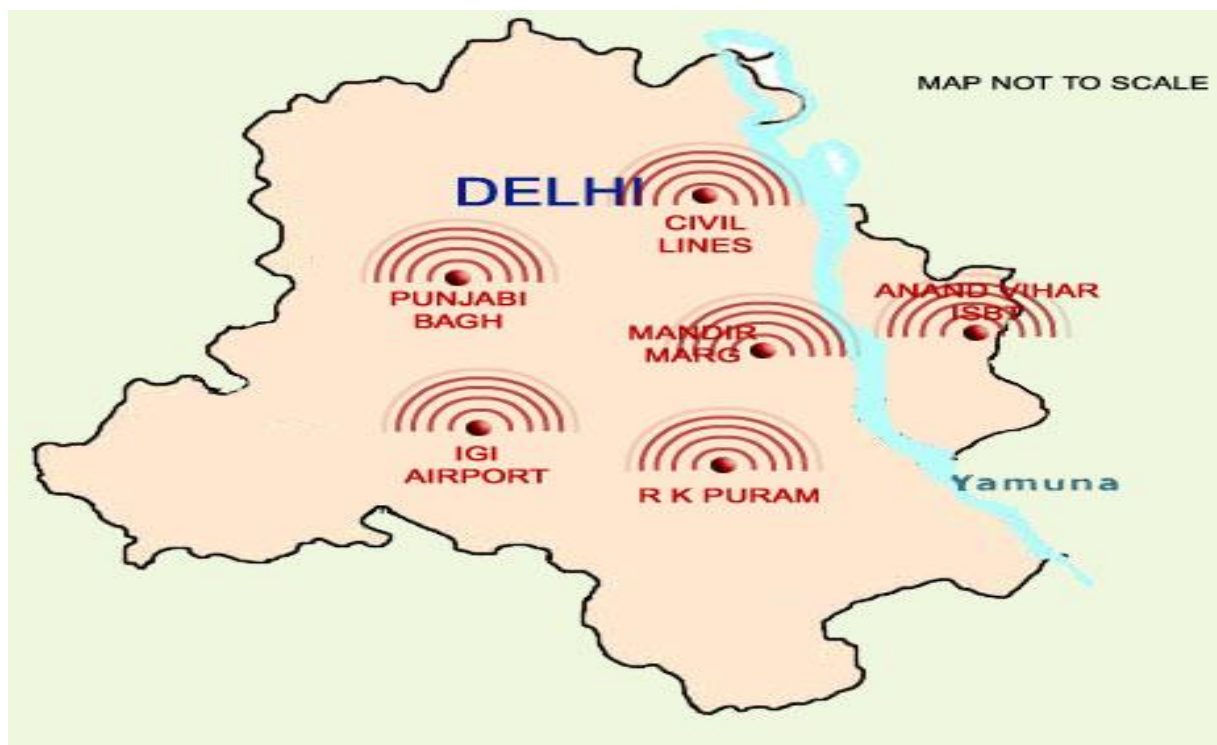 MAP NOT TO SCALE
DELHI
CIVIL
LINES
PUNJABI
BAGH
ANAND VIHAR
ISBT
MANDIR
MARG
IGI
AIRPORT
R K PURAM
Yamuna